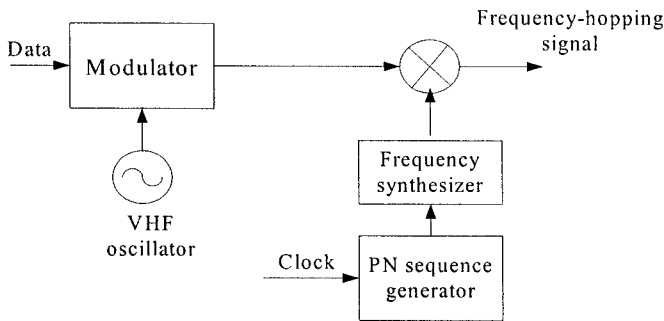 Frequency-hopping
signal
Data
Modulator
Frequency
synthesizer
VHF
oscillator
Clock
PN sequence
generator